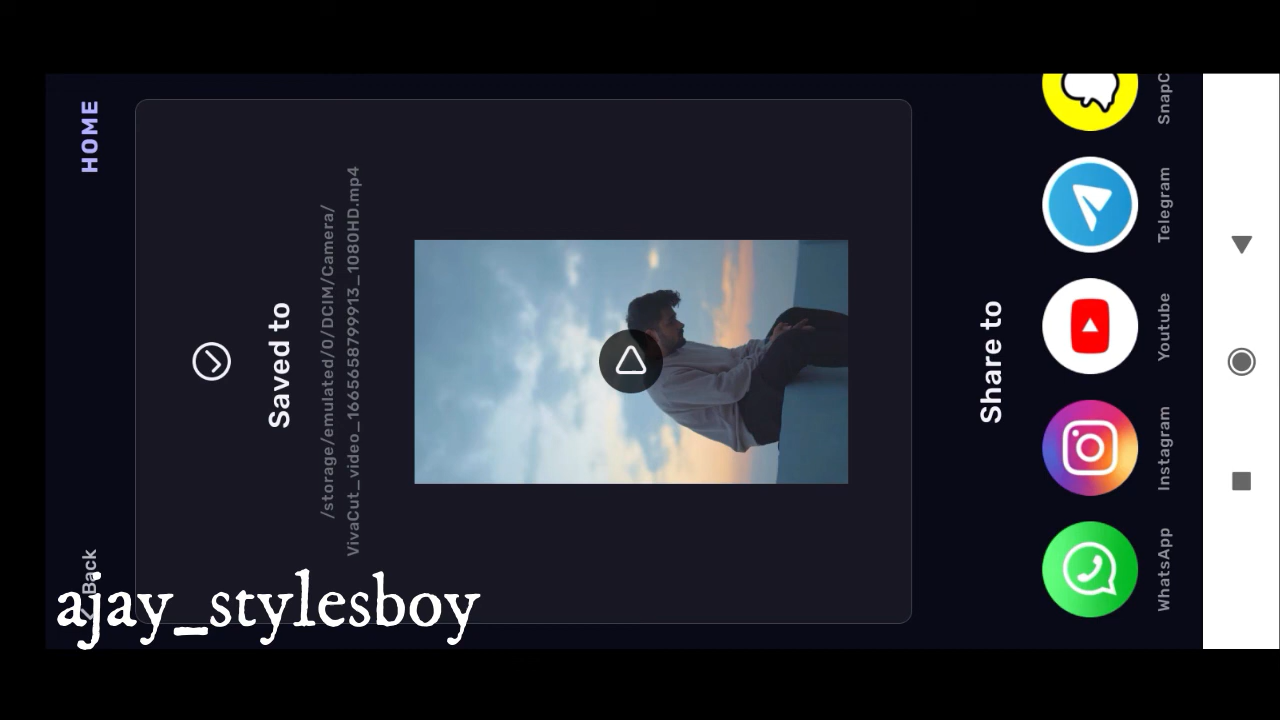 Back
HOME
Saved to
/storage/emulated/0/DCIM/Camera/
VivaCut_video_1665658799913_1080HD.mp4
Share to
WhatsApp
Instagram
Youtube
Telegram
SnapC
ajay_stylesboy